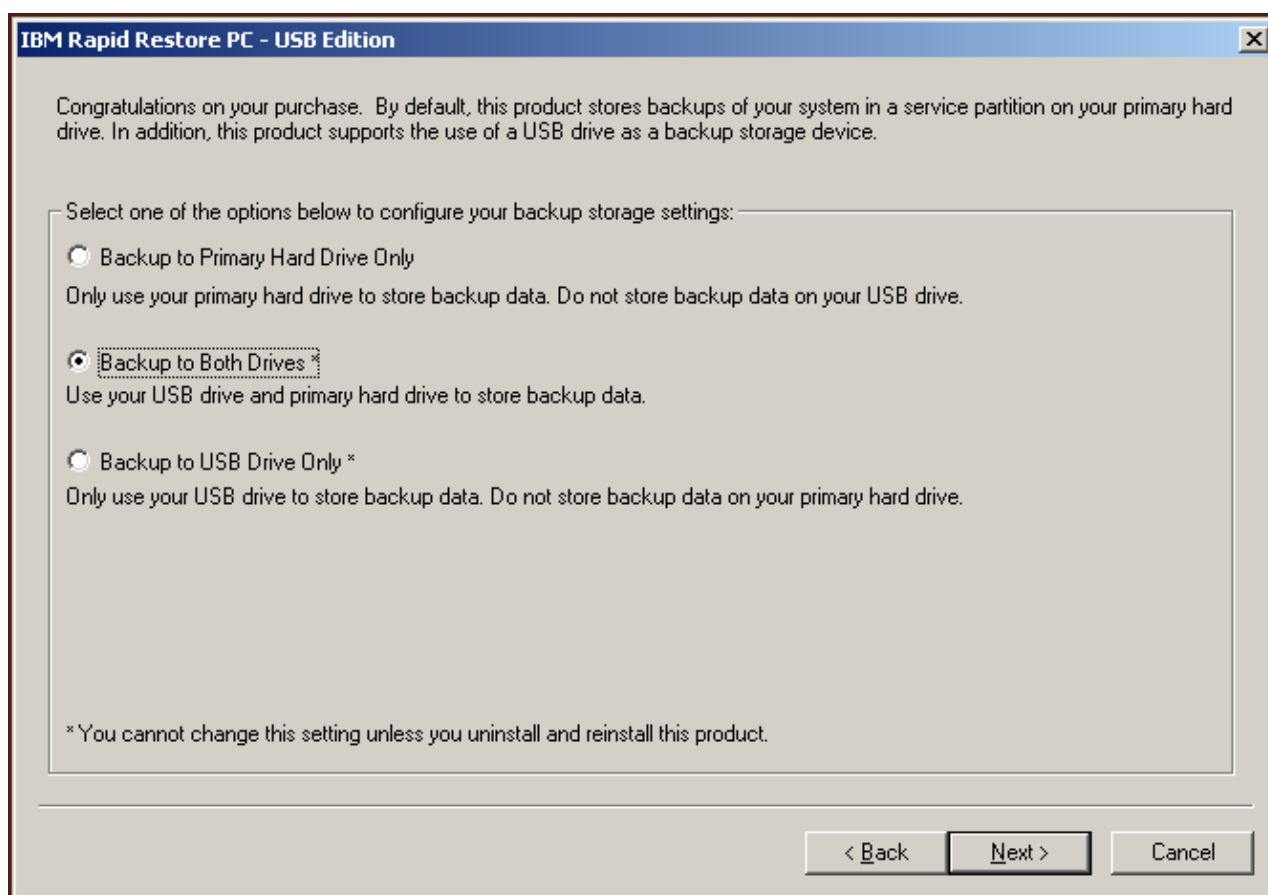 IBM Rapid Restore PC - USB Edition
Congratulations on your purchase.  By default, this product stores backups of your system in a service partition on your primary hard
drive. In addition, this product supports the use of a USB drive as a backup storage device.
Select one of the options below to configure your backup storage settings:
Backup to Primary Hard Drive Only
Only use your primary hard drive to store backup data. Do not store backup data on your USB drive.
Backup to Both Drives *
Use your USB drive and primary hard drive to store backup data.
Backup to USB Drive Only *
Only use your USB drive to store backup data. Do not store backup data on your primary hard drive.
* You cannot change this setting unless you uninstall and reinstall this product.
< Back
Next >
Cancel